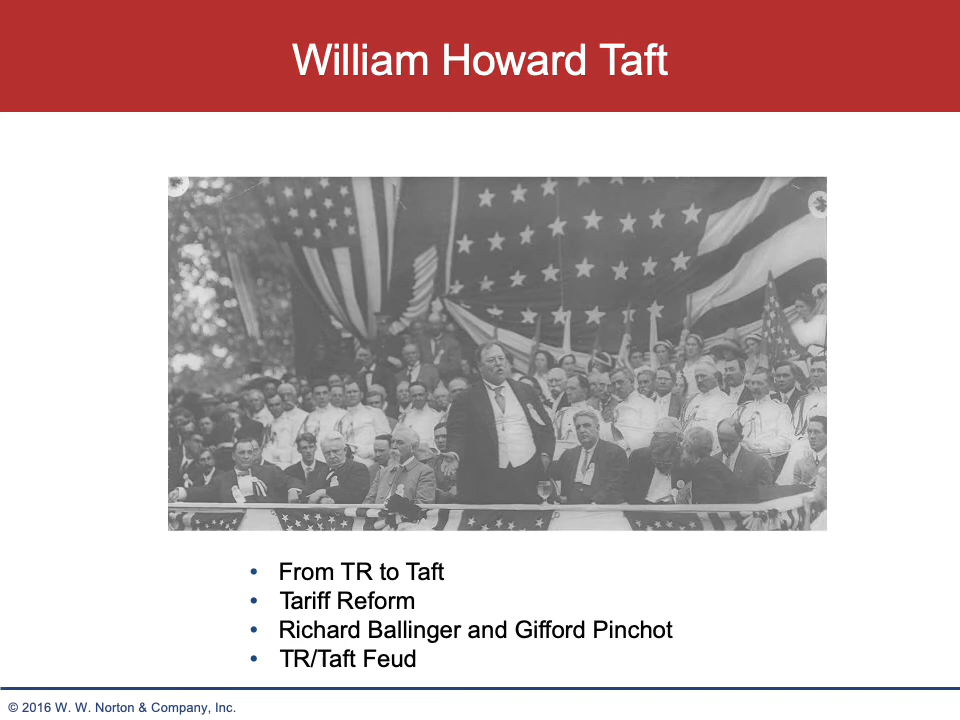 William Howard Taft
• From TR to Taft
• Tariff Reform
• Richard Ballinger and Gifford Pinchot
• TR/Taft Feud
© 2016 W. W. Norton & Company, Inc.